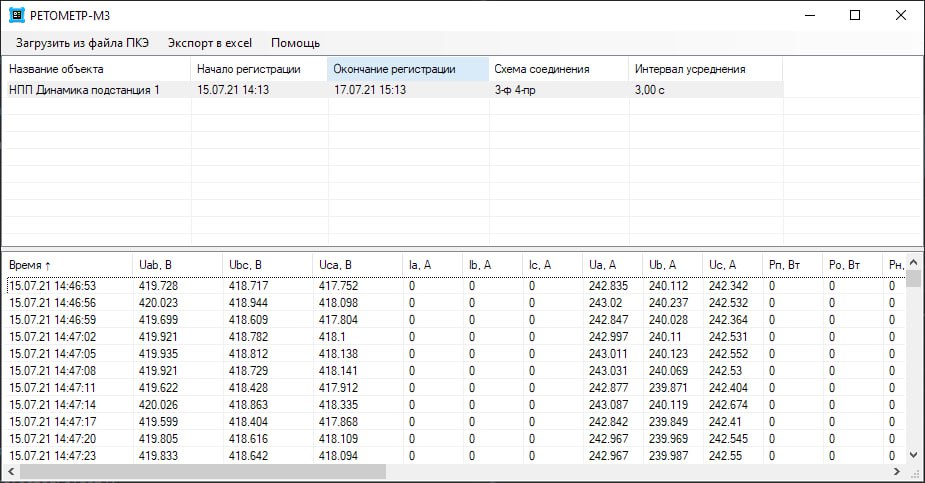 РЕТОМЕТР-М3
Загрузить из файла ПКЭ Экспорт в excel Помощь
Название объекта Начало регистрации Окончание регистрации Схема соединения Интервал усреднения
НПП Динамика подстанция 1 15.07.21 14:13 17.07.21 15:13 3-ф 4-пр 3,00 с
Время ↑ Uab, В Ubc, В Uca, В Ia, А Ib, А Ic, А Ua, А Ub, А Uc, А Рп, Вт Ро, Вт Рн,
15.07.21 14:46:53 419.728 418.717 417.752 0 0 0 242.835 240.112 242.342 0 0 0
15.07.21 14:46:56 420.023 418.944 418.098 0 0 0 243.02 240.237 242.532 0 0 0
15.07.21 14:46:59 419.699 418.609 417.804 0 0 0 242.847 240.028 242.364 0 0 0
15.07.21 14:47:02 419.921 418.782 418.1 0 0 0 242.997 240.11 242.531 0 0 0
15.07.21 14:47:05 419.935 418.812 418.138 0 0 0 243.011 240.123 242.552 0 0 0
15.07.21 14:47:08 419.921 418.729 418.141 0 0 0 243.031 240.069 242.53 0 0 0
15.07.21 14:47:11 419.622 418.428 417.912 0 0 0 242.877 239.871 242.404 0 0 0
15.07.21 14:47:14 420.026 418.863 418.335 0 0 0 243.087 240.119 242.674 0 0 0
15.07.21 14:47:17 419.599 418.404 417.868 0 0 0 242.842 239.849 242.41 0 0 0
15.07.21 14:47:20 419.805 418.616 418.109 0 0 0 242.967 239.969 242.545 0 0 0
15.07.21 14:47:23 419.833 418.642 418.094 0 0 0 242.967 239.987 242.55 0 0 0